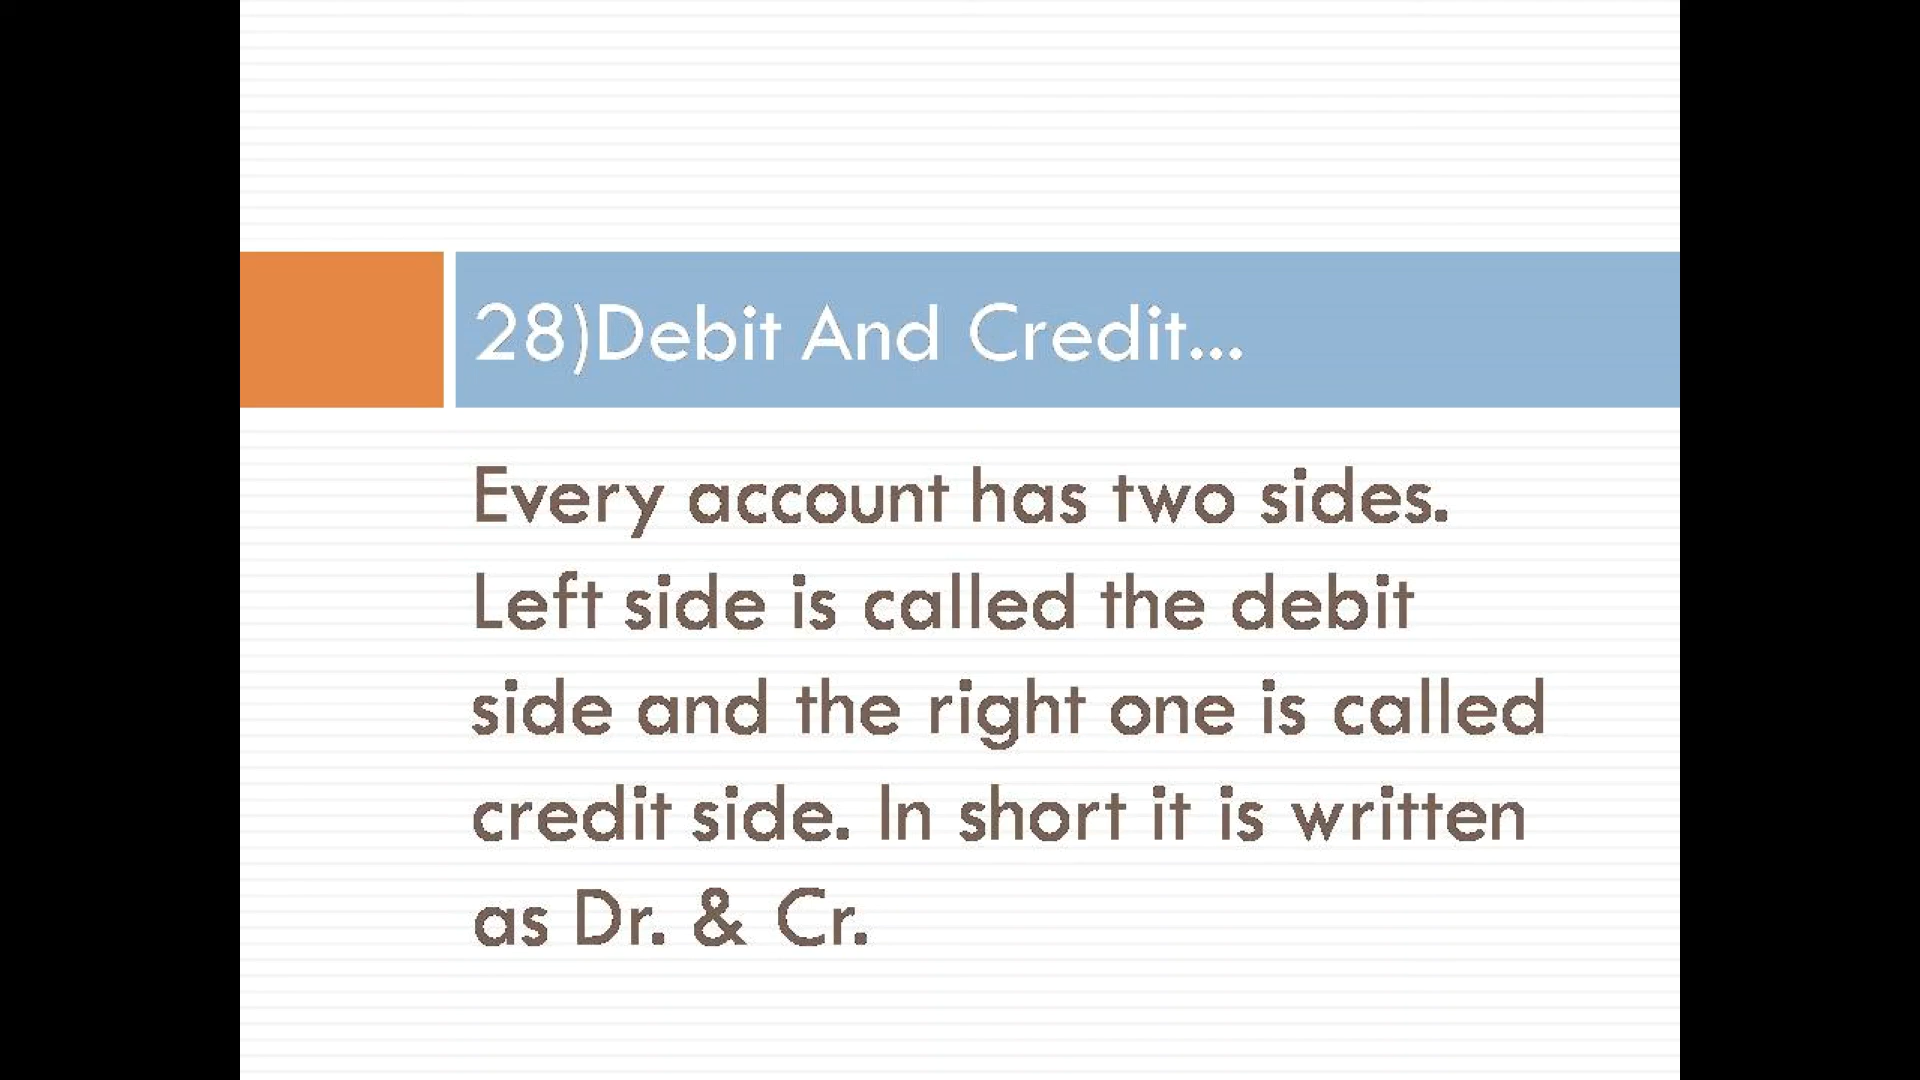 28)Debit And Credit...
Every account has two sides.
Left side is called the debit
side and the right one is called
credit side. In short it is written
as Dr. & Cr.